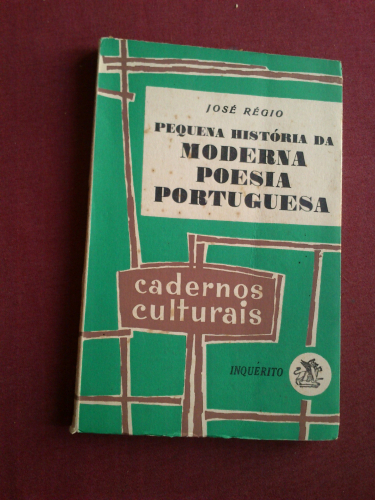 JOSÉ RÉGIO
PEQUENA HISTÓRIA DA
MODERNA
POESIA
PORTUGUESA
cadernos
culturais
INQUÉRITO